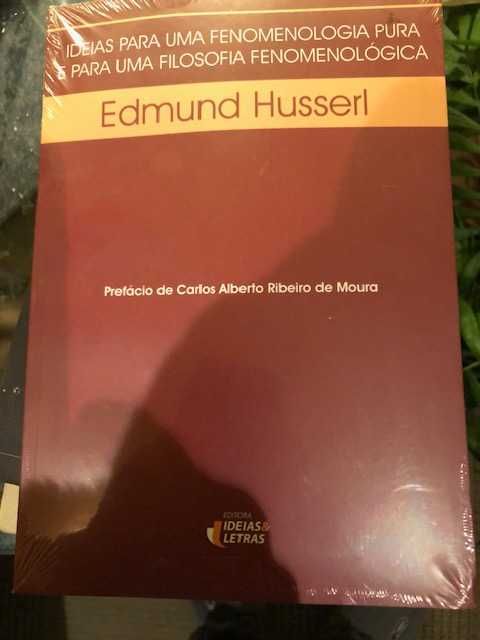 IDEIAS PARA UMA FENOMENOLOGIA PURA
E PARA UMA FILOSOFIA FENOMENOLÓGICA
Edmund Husserl
Prefácio de Carlos Alberto Ribeiro de Moura
EDITORA
IDEIAS&
LETRAS